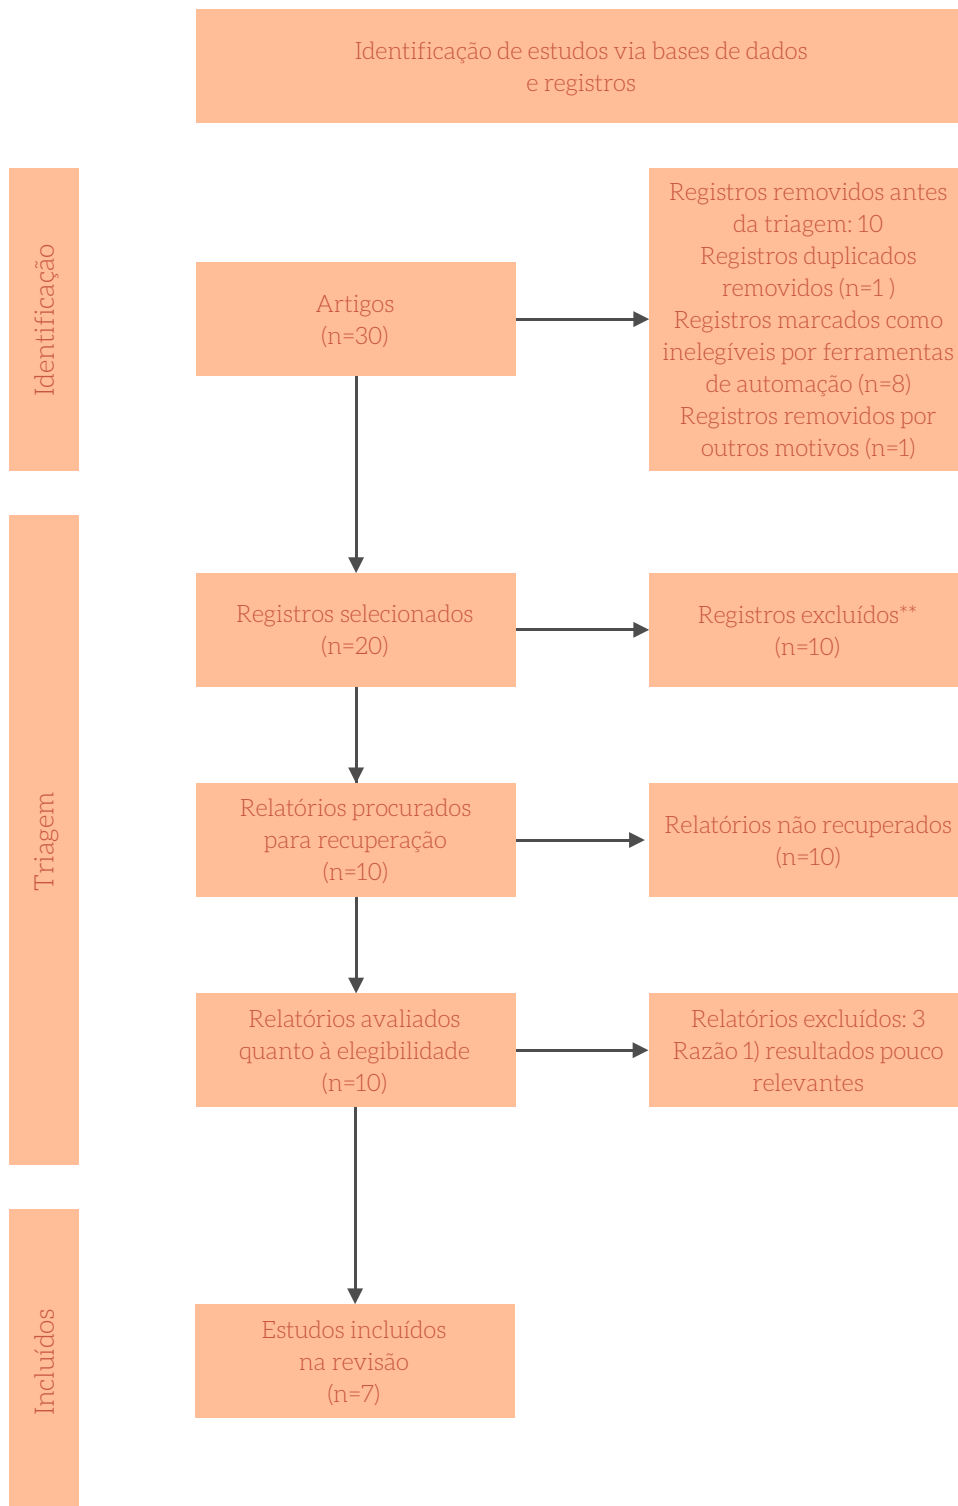 Identificação de estudos via bases de dados
e registros
Identificação
Artigos
(n=30)
Registros removidos antes
da triagem: 10
Registros duplicados
removidos (n=1 )
Registros marcados como
inelegíveis por ferramentas
de automação (n=8)
Registros removidos por
outros motivos (n=1)
Triagem
Registros selecionados
(n=20)
Registros excluídos**
(n=10)
Relatórios procurados
para recuperação
(n=10)
Relatórios não recuperados
(n=10)
Relatórios avaliados
quanto à elegibilidade
(n=10)
Relatórios excluídos: 3
Razão 1) resultados pouco
relevantes
Incluídos
Estudos incluídos
na revisão
(n=7)